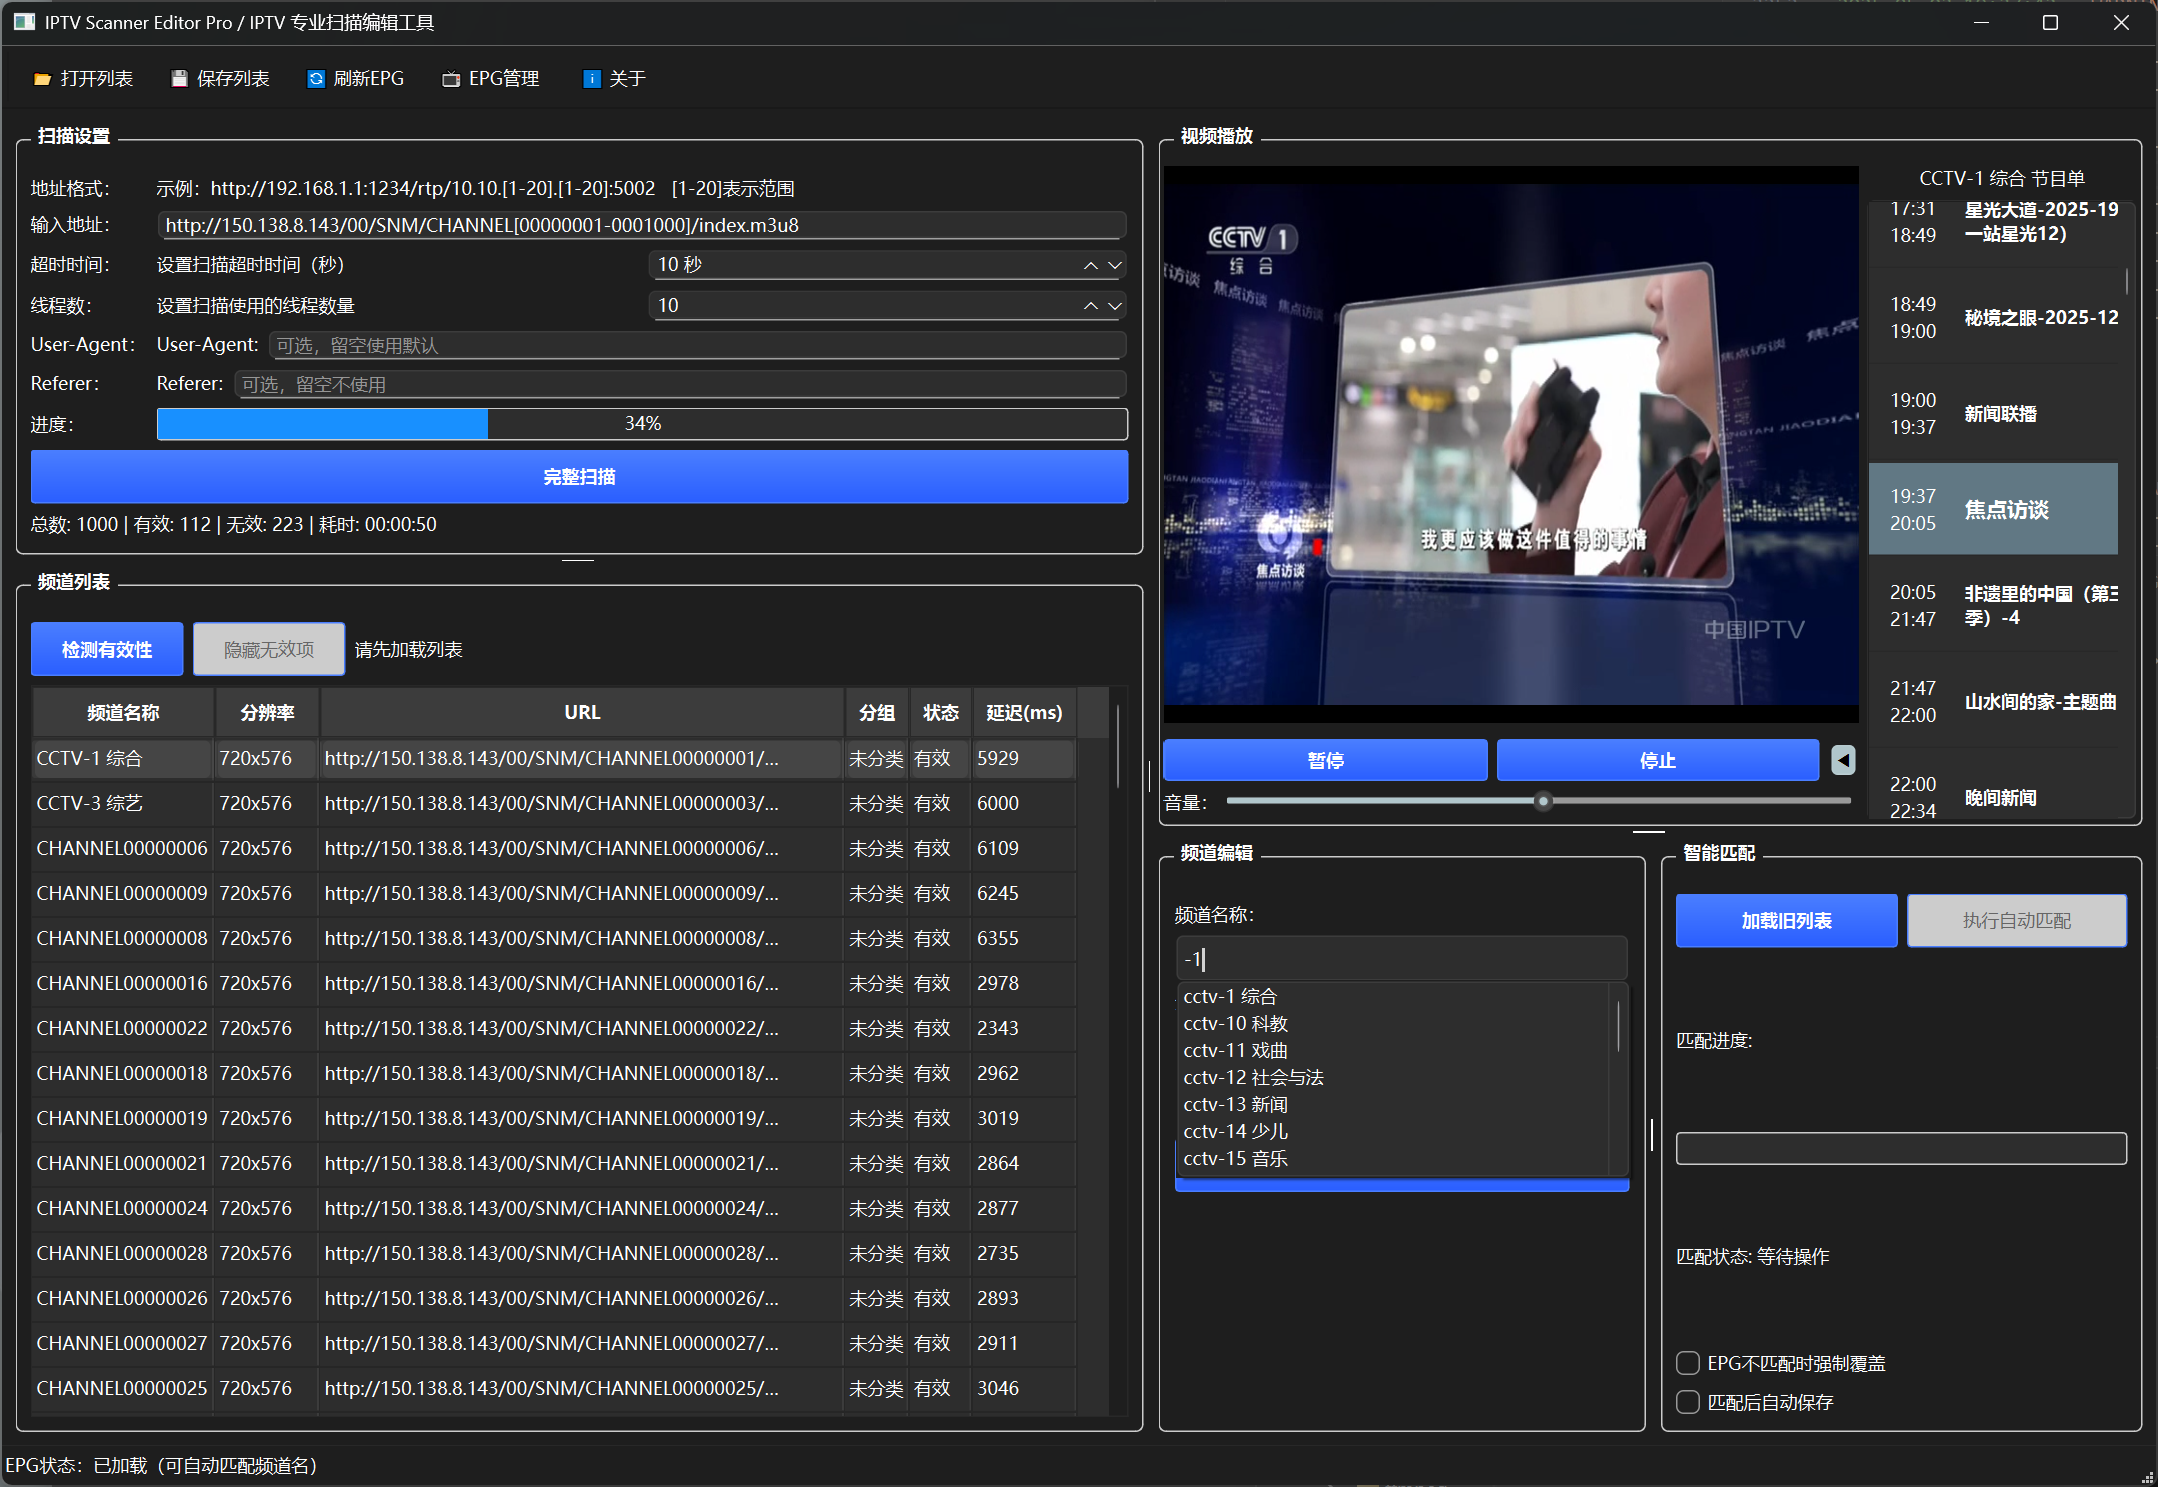 IPTV Scanner Editor Pro / IPTV 专业扫描编辑工具
打开列表 保存列表 刷新EPG EPG管理 关于
扫描设置
地址格式： 示例：http://192.168.1.1:1234/rtp/10.10.[1-20].[1-20]:5002 [1-20]表示范围
输入地址： http://150.138.8.143/00/SNM/CHANNEL[00000001-0001000]/index.m3u8
超时时间： 设置扫描超时时间（秒） 10 秒
线程数： 设置扫描使用的线程数量 10
User-Agent： User-Agent: 可选，留空使用默认
Referer： Referer: 可选，留空不使用
进度： 34%
完整扫描
总数: 1000 | 有效: 112 | 无效: 223 | 耗时: 00:00:50
频道列表
检测有效性 隐藏无效项 请先加载列表
频道名称 分辨率 URL 分组 状态 延迟(ms)
CCTV-1 综合 720x576 http://150.138.8.143/00/SNM/CHANNEL00000001/... 未分类 有效 5929
CCTV-3 综艺 720x576 http://150.138.8.143/00/SNM/CHANNEL00000003/... 未分类 有效 6000
CHANNEL00000006 720x576 http://150.138.8.143/00/SNM/CHANNEL00000006/... 未分类 有效 6109
CHANNEL00000009 720x576 http://150.138.8.143/00/SNM/CHANNEL00000009/... 未分类 有效 6245
CHANNEL00000008 720x576 http://150.138.8.143/00/SNM/CHANNEL00000008/... 未分类 有效 6355
CHANNEL00000016 720x576 http://150.138.8.143/00/SNM/CHANNEL00000016/... 未分类 有效 2978
CHANNEL00000022 720x576 http://150.138.8.143/00/SNM/CHANNEL00000022/... 未分类 有效 2343
CHANNEL00000018 720x576 http://150.138.8.143/00/SNM/CHANNEL00000018/... 未分类 有效 2962
CHANNEL00000019 720x576 http://150.138.8.143/00/SNM/CHANNEL00000019/... 未分类 有效 3019
CHANNEL00000021 720x576 http://150.138.8.143/00/SNM/CHANNEL00000021/... 未分类 有效 2864
CHANNEL00000024 720x576 http://150.138.8.143/00/SNM/CHANNEL00000024/... 未分类 有效 2877
CHANNEL00000028 720x576 http://150.138.8.143/00/SNM/CHANNEL00000028/... 未分类 有效 2735
CHANNEL00000026 720x576 http://150.138.8.143/00/SNM/CHANNEL00000026/... 未分类 有效 2893
CHANNEL00000027 720x576 http://150.138.8.143/00/SNM/CHANNEL00000027/... 未分类 有效 2911
CHANNEL00000025 720x576 http://150.138.8.143/00/SNM/CHANNEL00000025/... 未分类 有效 3046
视频播放
CCTV 1
综合
焦点访谈 焦点访谈
焦点访谈
我更应该做这件值得的事情
焦点访谈
中国IPTV
CCTV-1 综合 节目单
17:31 星光大道-2025-19
18:49 一站星光12）
18:49
19:00 秘境之眼-2025-12
19:00
19:37 新闻联播
19:37
20:05 焦点访谈
20:05 非遗里的中国（第三
21:47 季）-4
21:47
22:00 山水间的家-主题曲
22:00
22:34 晚间新闻
暂停 停止
音量：
频道编辑
频道名称：
-1
cctv-1 综合
cctv-10 科教
cctv-11 戏曲
cctv-12 社会与法
cctv-13 新闻
cctv-14 少儿
cctv-15 音乐
智能匹配
加载旧列表 执行自动匹配
匹配进度:
匹配状态: 等待操作
EPG不匹配时强制覆盖
匹配后自动保存
EPG状态：已加载（可自动匹配频道名）